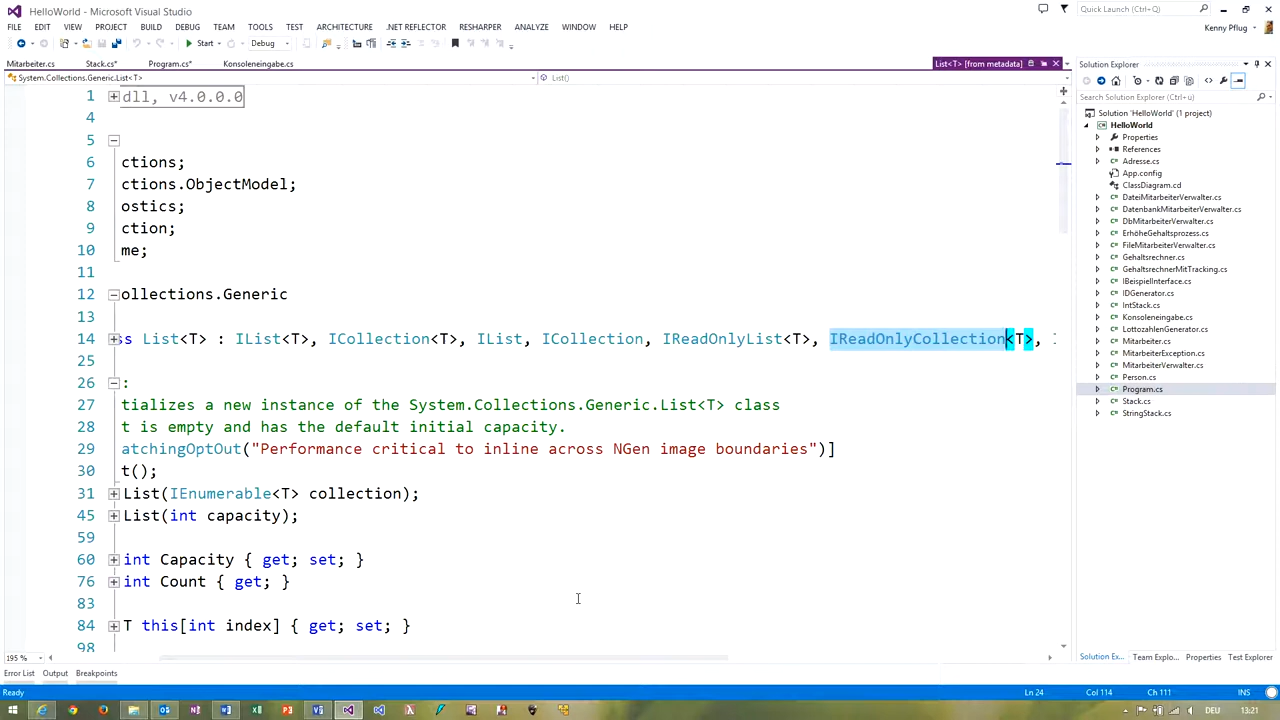 HelloWorld - Microsoft Visual Studio
Quick Launch (Ctrl+Q)
FILE EDIT VIEW PROJECT BUILD DEBUG TEAM TOOLS TEST ARCHITECTURE .NET REFLECTOR RESHARPER ANALYZE WINDOW HELP
Kenny Pflug
Start Debug
Mitarbeiter.cs Stack.cs* Program.cs* Konsoleneingabe.cs List<T> [from metadata]
System.Collections.Generic.List<T> List()
1 dll, v4.0.0.0
4
5
6 ctions;
7 ctions.ObjectModel;
8 ostics;
9 ction;
10 me;
11
12 ollections.Generic
13
14 ss List<T> : IList<T>, ICollection<T>, IList, ICollection, IReadOnlyList<T>, IReadOnlyCollection<T>, I
25
26 :
27 tializes a new instance of the System.Collections.Generic.List<T> class
28 t is empty and has the default initial capacity.
29 atchingOptOut("Performance critical to inline across NGen image boundaries")]
30 t();
31 List(IEnumerable<T> collection);
45 List(int capacity);
59
60 int Capacity { get; set; }
76 int Count { get; }
83
84 T this[int index] { get; set; }
98
195 %
Solution Explorer
Search Solution Explorer (Ctrl+ü)
Solution 'HelloWorld' (1 project)
HelloWorld
Properties
References
Adresse.cs
App.config
ClassDiagram.cd
DateiMitarbeiterVerwalter.cs
DatenbankMitarbeiterVerwalter.cs
DbMitarbeiterVerwalter.cs
ErhöheGehaltsprozess.cs
FileMitarbeiterVerwalter.cs
Gehaltsrechner.cs
GehaltsrechnerMitTracking.cs
IBeispielInterface.cs
IDGenerator.cs
IntStack.cs
Konsoleneingabe.cs
LottozahlenGenerator.cs
Mitarbeiter.cs
MitarbeiterException.cs
MitarbeiterVerwalter.cs
Person.cs
Program.cs
Stack.cs
StringStack.cs
Solution Ex... Team Explo... Properties Test Explorer
Error List Output Breakpoints
Ready Ln 24 Col 114 Ch 111 INS
DEU 13:21